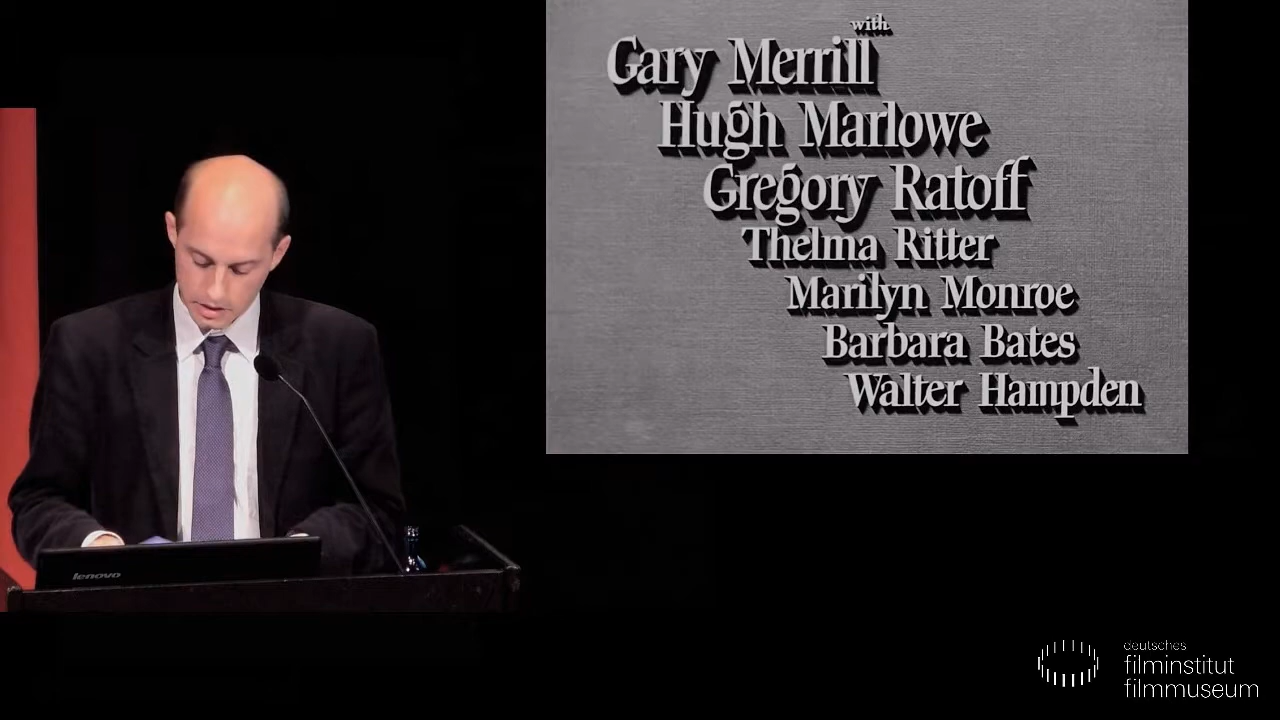 with
Gary Merrill
Hugh Marlowe
Gregory Ratoff
Thelma Ritter
Marilyn Monroe
Barbara Bates
Walter Hampden
lenovo
deutsches
filminstitut
filmmuseum